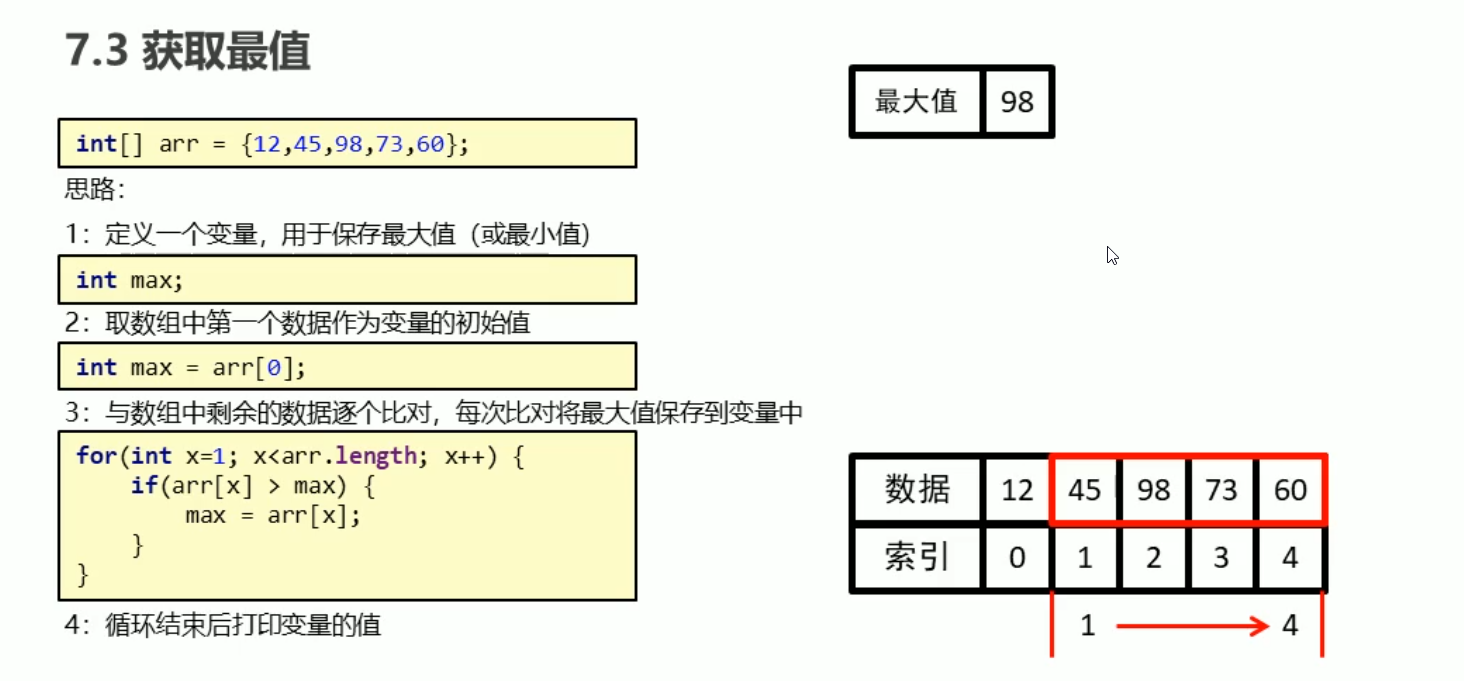 7.3 获取最值
int[] arr = {12,45,98,73,60};
思路：
1：定义一个变量，用于保存最大值（或最小值）
int max;
2：取数组中第一个数据作为变量的初始值
int max = arr[0];
3：与数组中剩余的数据逐个比对，每次比对将最大值保存到变量中
for(int x=1; x<arr.length; x++) {
    if(arr[x] > max) {
        max = arr[x];
    }
}
4：循环结束后打印变量的值
最大值 98
数据 12 45 98 73 60
索引 0 1 2 3 4
1 4